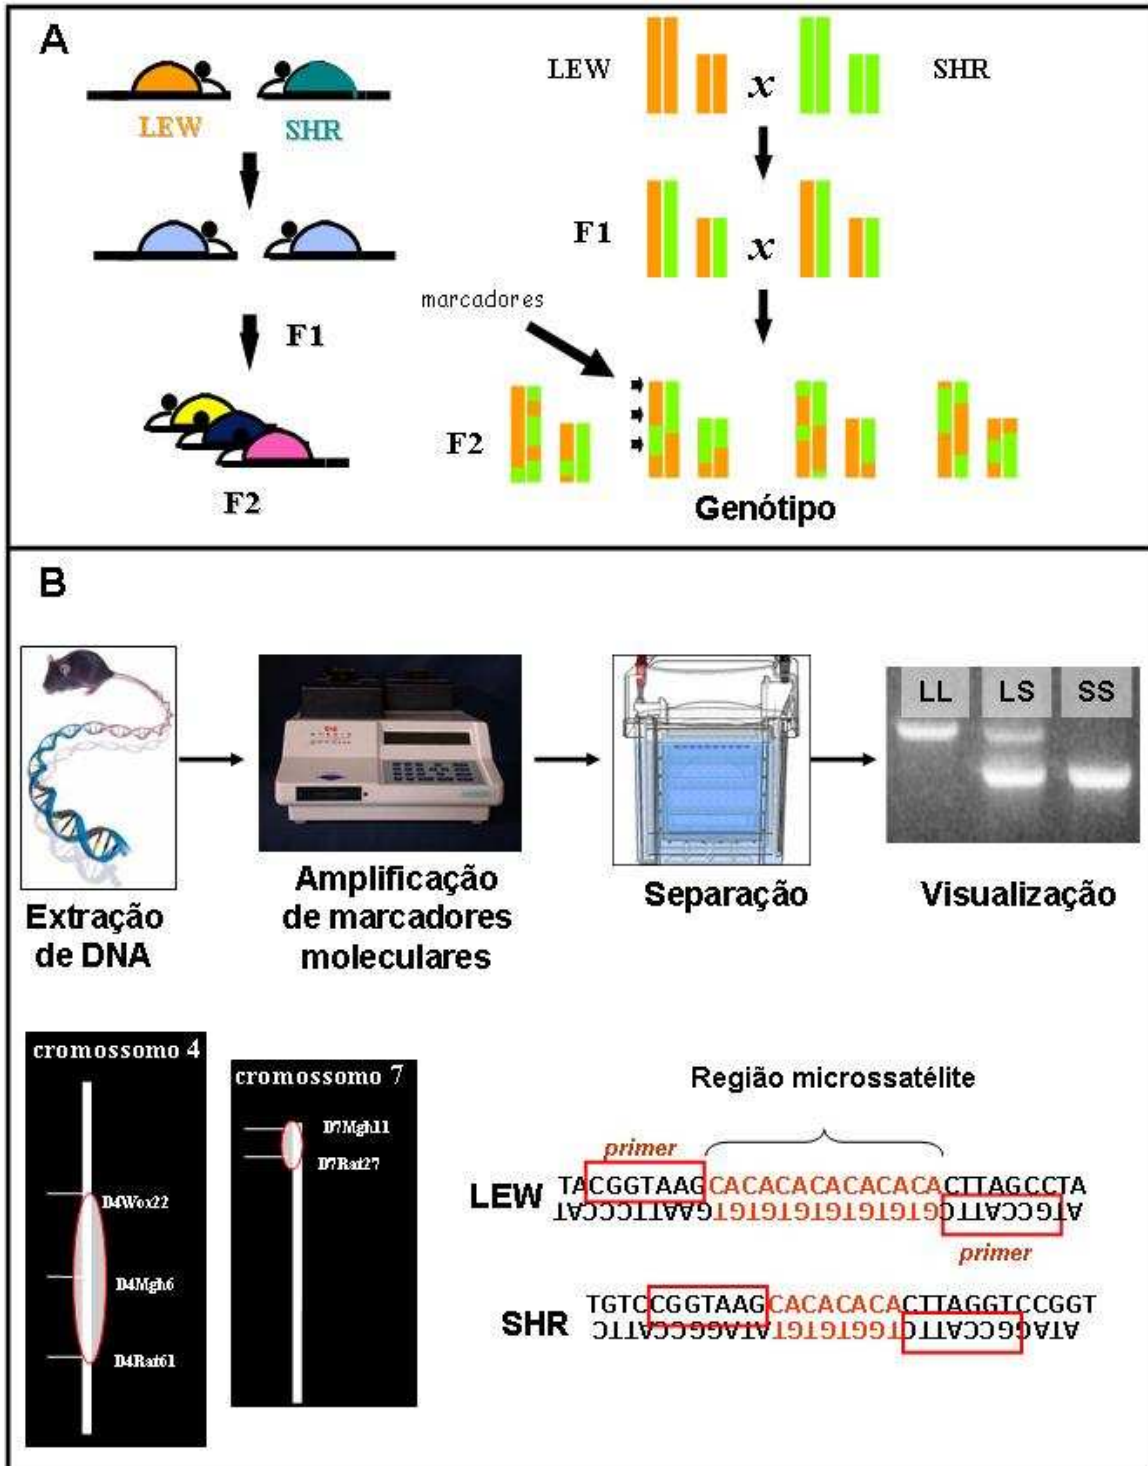 A
LEW
SHR
F1
F2
LEW
x
SHR
F1
x
marcadores
F2
Genótipo
B
Extração
de DNA
Amplificação
de marcadores
moleculares
Separação
LL LS SS
Visualização
cromossomo 4
D4Wox22
D4Mgh6
D4Rat61
cromossomo 7
D7Mgh11
D7Rat27
Região microssatélite
primer
LEW
TACGGTAAGCACACACACACACACTTAGCCTA
primer
TGTCCGGTAAGCACACACACTTAGGTCCGGT
SHR